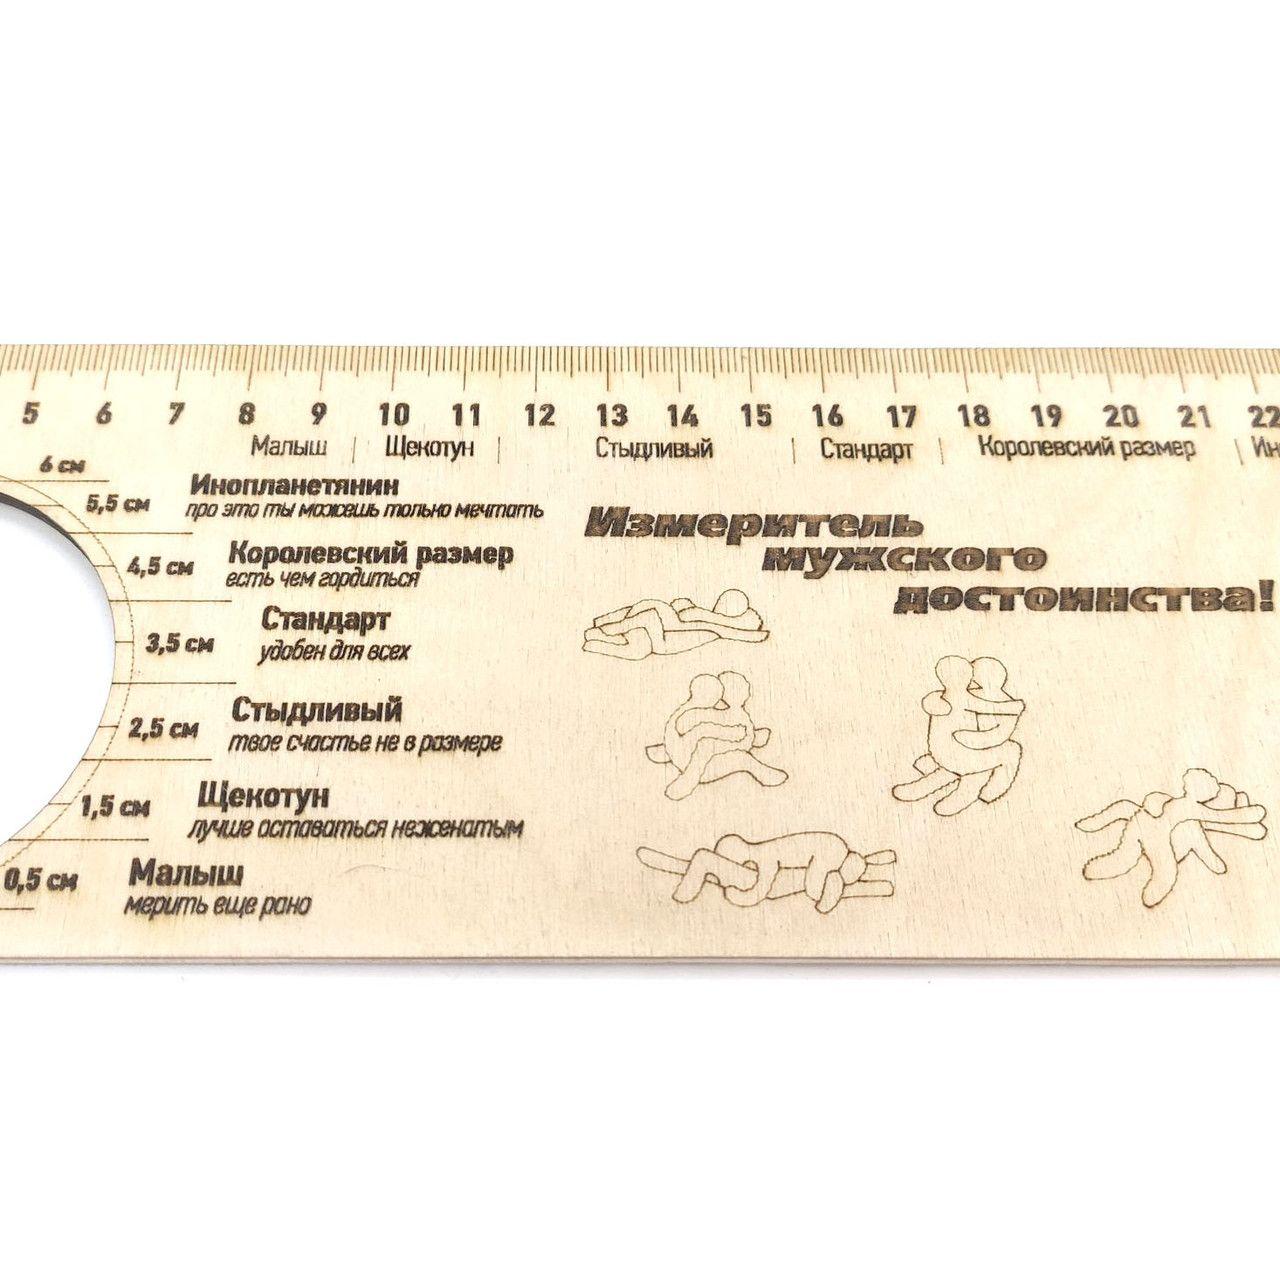 5 6 7 8 9 10 11 12 13 14 15 16 17 18 19 20 21 22
Малыш | Щекотун | Стыдливый | Стандарт | Королевский размер | Ин
6 см
5,5 см Инопланетянин
про это ты можешь только мечтать
4,5 см Королевский размер
есть чем гордиться
3,5 см Стандарт
удобен для всех
2,5 см Стыдливый
твое счастье не в размере
1,5 см Щекотун
лучше оставаться неженатым
0,5 см Малыш
мерить еще рано
Измеритель
мужского
достоинства!